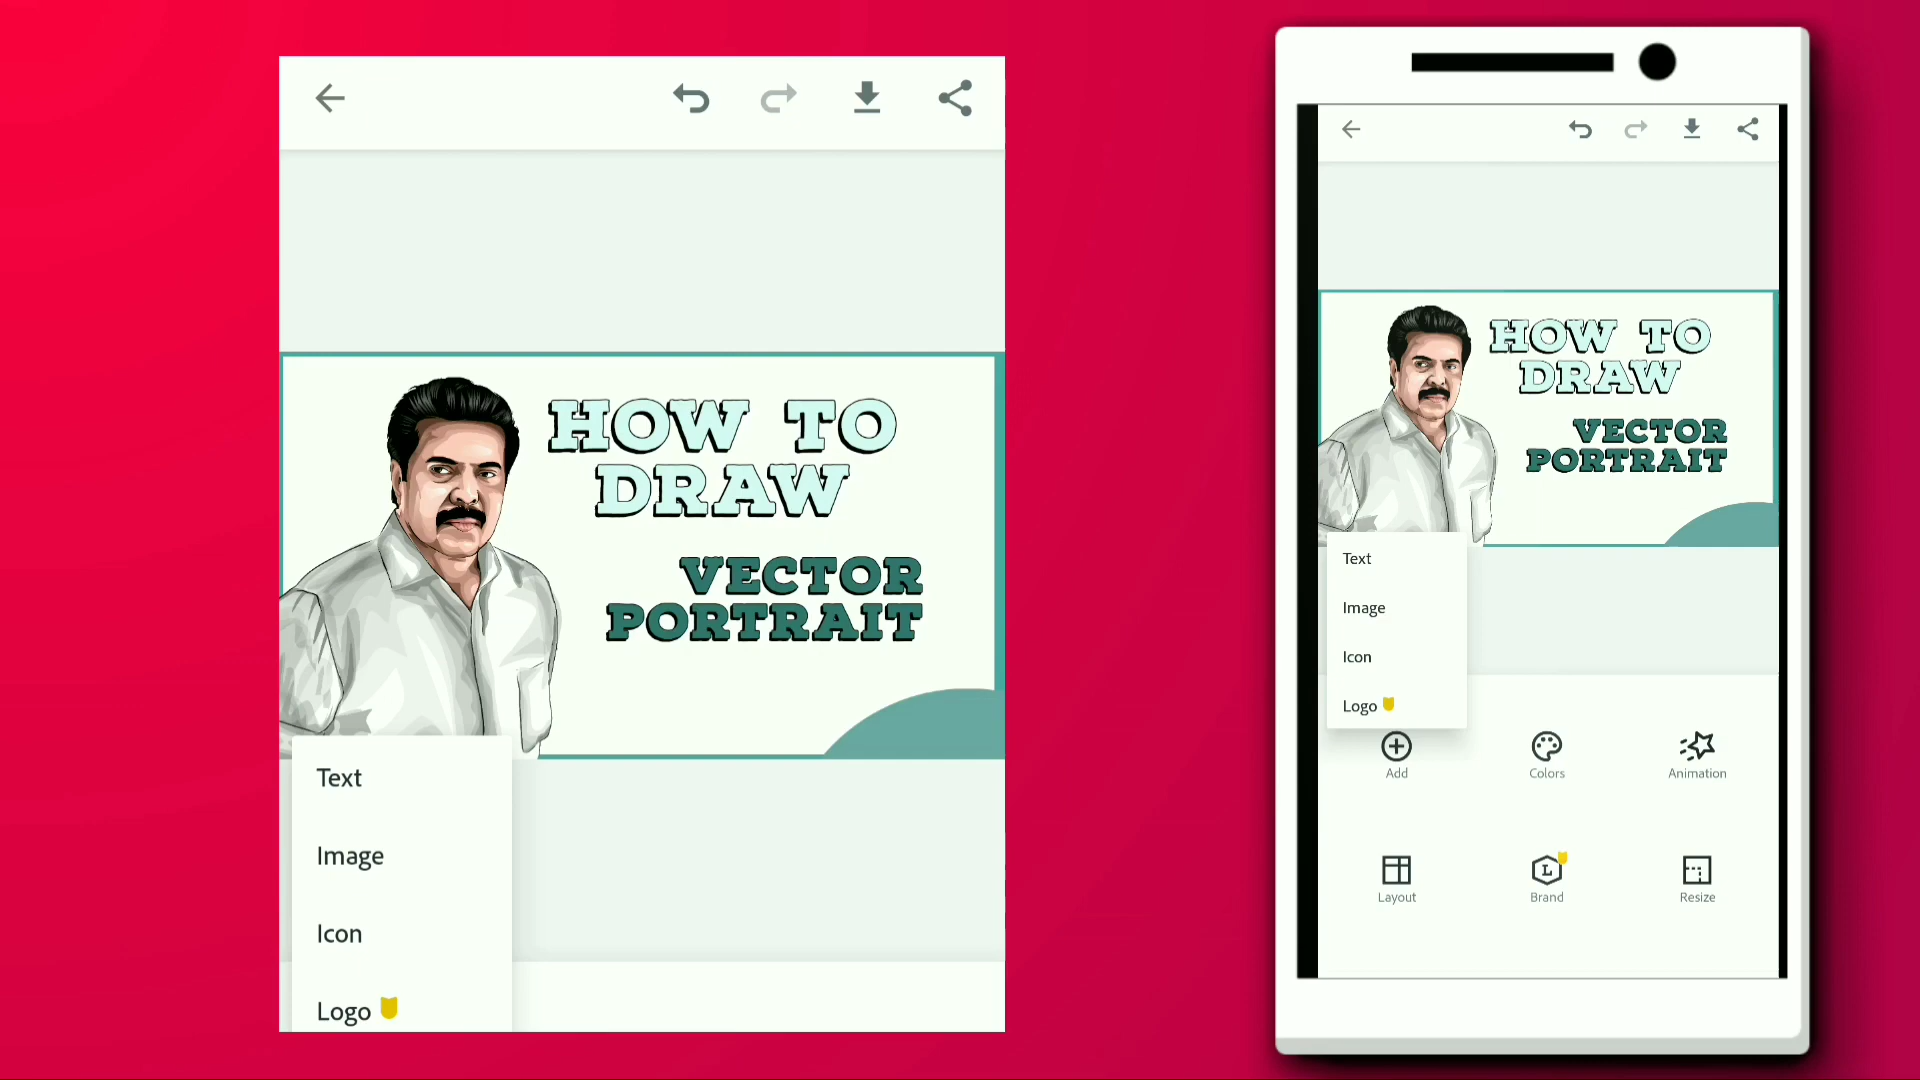 HOW TO
DRAW
VECTOR
PORTRAIT
Text
Image
Icon
Logo
HOW TO
DRAW
VECTOR
PORTRAIT
Text
Image
Icon
Logo
Add
Colors
Animation
Layout
L
Brand
Resize